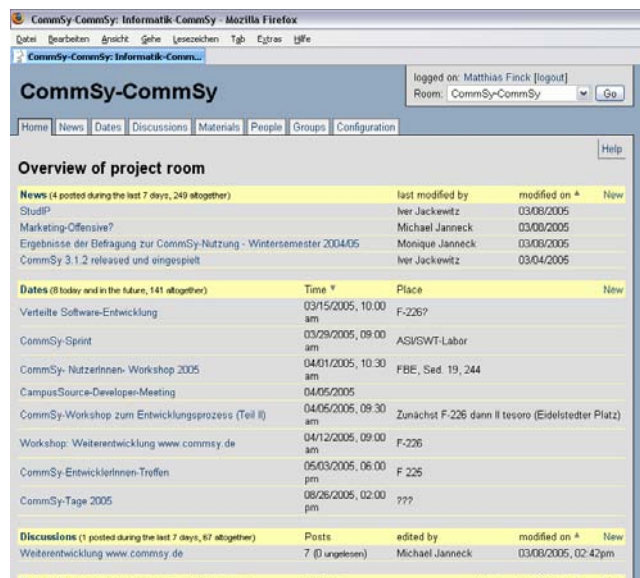 CommSy-CommSy: Informatik-CommSy - Mozilla Firefox
Datei Bearbeiten Ansicht Gehe Lesezeichen Tab Extras Hilfe
CommSy-CommSy: Informatik-Comm...
logged on: Matthias Finck [logout]
CommSy-CommSy
Room: CommSy-CommSy Go
Home News Dates Discussions Materials People Groups Configuration
Help
Overview of project room
News (4 posted during the last 7 days, 249 altogether) last modified by modified on New
StudIP Iver Jackewitz 03/08/2005
Marketing-Offensive? Michael Janneck 03/08/2005
Ergebnisse der Befragung zur CommSy-Nutzung - Wintersemester 2004/05 Monique Janneck 03/08/2005
CommSy 3.1.2 released und eingespielt Iver Jackewitz 03/04/2005
Dates (8 today and in the future, 141 altogether) Time Place New
Verteilte Software-Entwicklung 03/15/2005, 10:00 am F-226?
CommSy-Sprint 03/29/2005, 09:00 am ASI/SWT-Labor
CommSy- NutzerInnen- Workshop 2005 04/01/2005, 10:30 am FBE, Sed. 19, 244
CampusSource-Developer-Meeting 04/05/2005
CommSy-Workshop zum Entwicklungsprozess (Teil II) 04/05/2005, 09:30 am Zunächst F-226 dann Il tesoro (Eidelstedter Platz)
Workshop: Weiterentwicklung www.commsy.de 04/12/2005, 09:00 am F-226
CommSy-EntwicklerInnen-Treffen 05/03/2005, 06:00 pm F 226
CommSy-Tage 2005 08/26/2005, 02:00 pm ???
Discussions (1 posted during the last 7 days, 67 altogether) Posts edited by modified on New
Weiterentwicklung www.commsy.de 7 (0 ungelesen) Michael Janneck 03/08/2005, 02:42pm